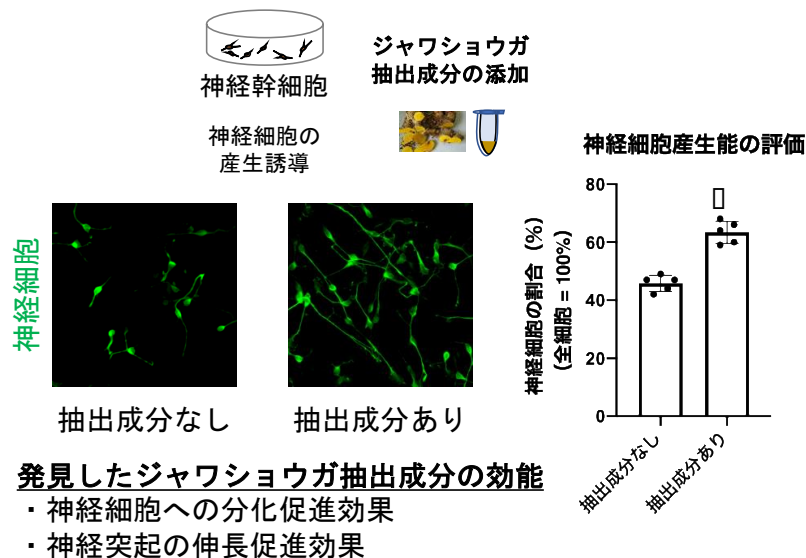 神経幹細胞
ジャワショウガ
抽出成分の添加
神経細胞の
産生誘導
神経細胞
抽出成分なし
抽出成分あり
神経細胞産生能の評価
神経細胞の割合 (%)
(全細胞 = 100%)
80
60
40
20
0
抽出成分なし
抽出成分あり
発見したジャワショウガ抽出成分の効能
・神経細胞への分化促進効果
・神経突起の伸長促進効果